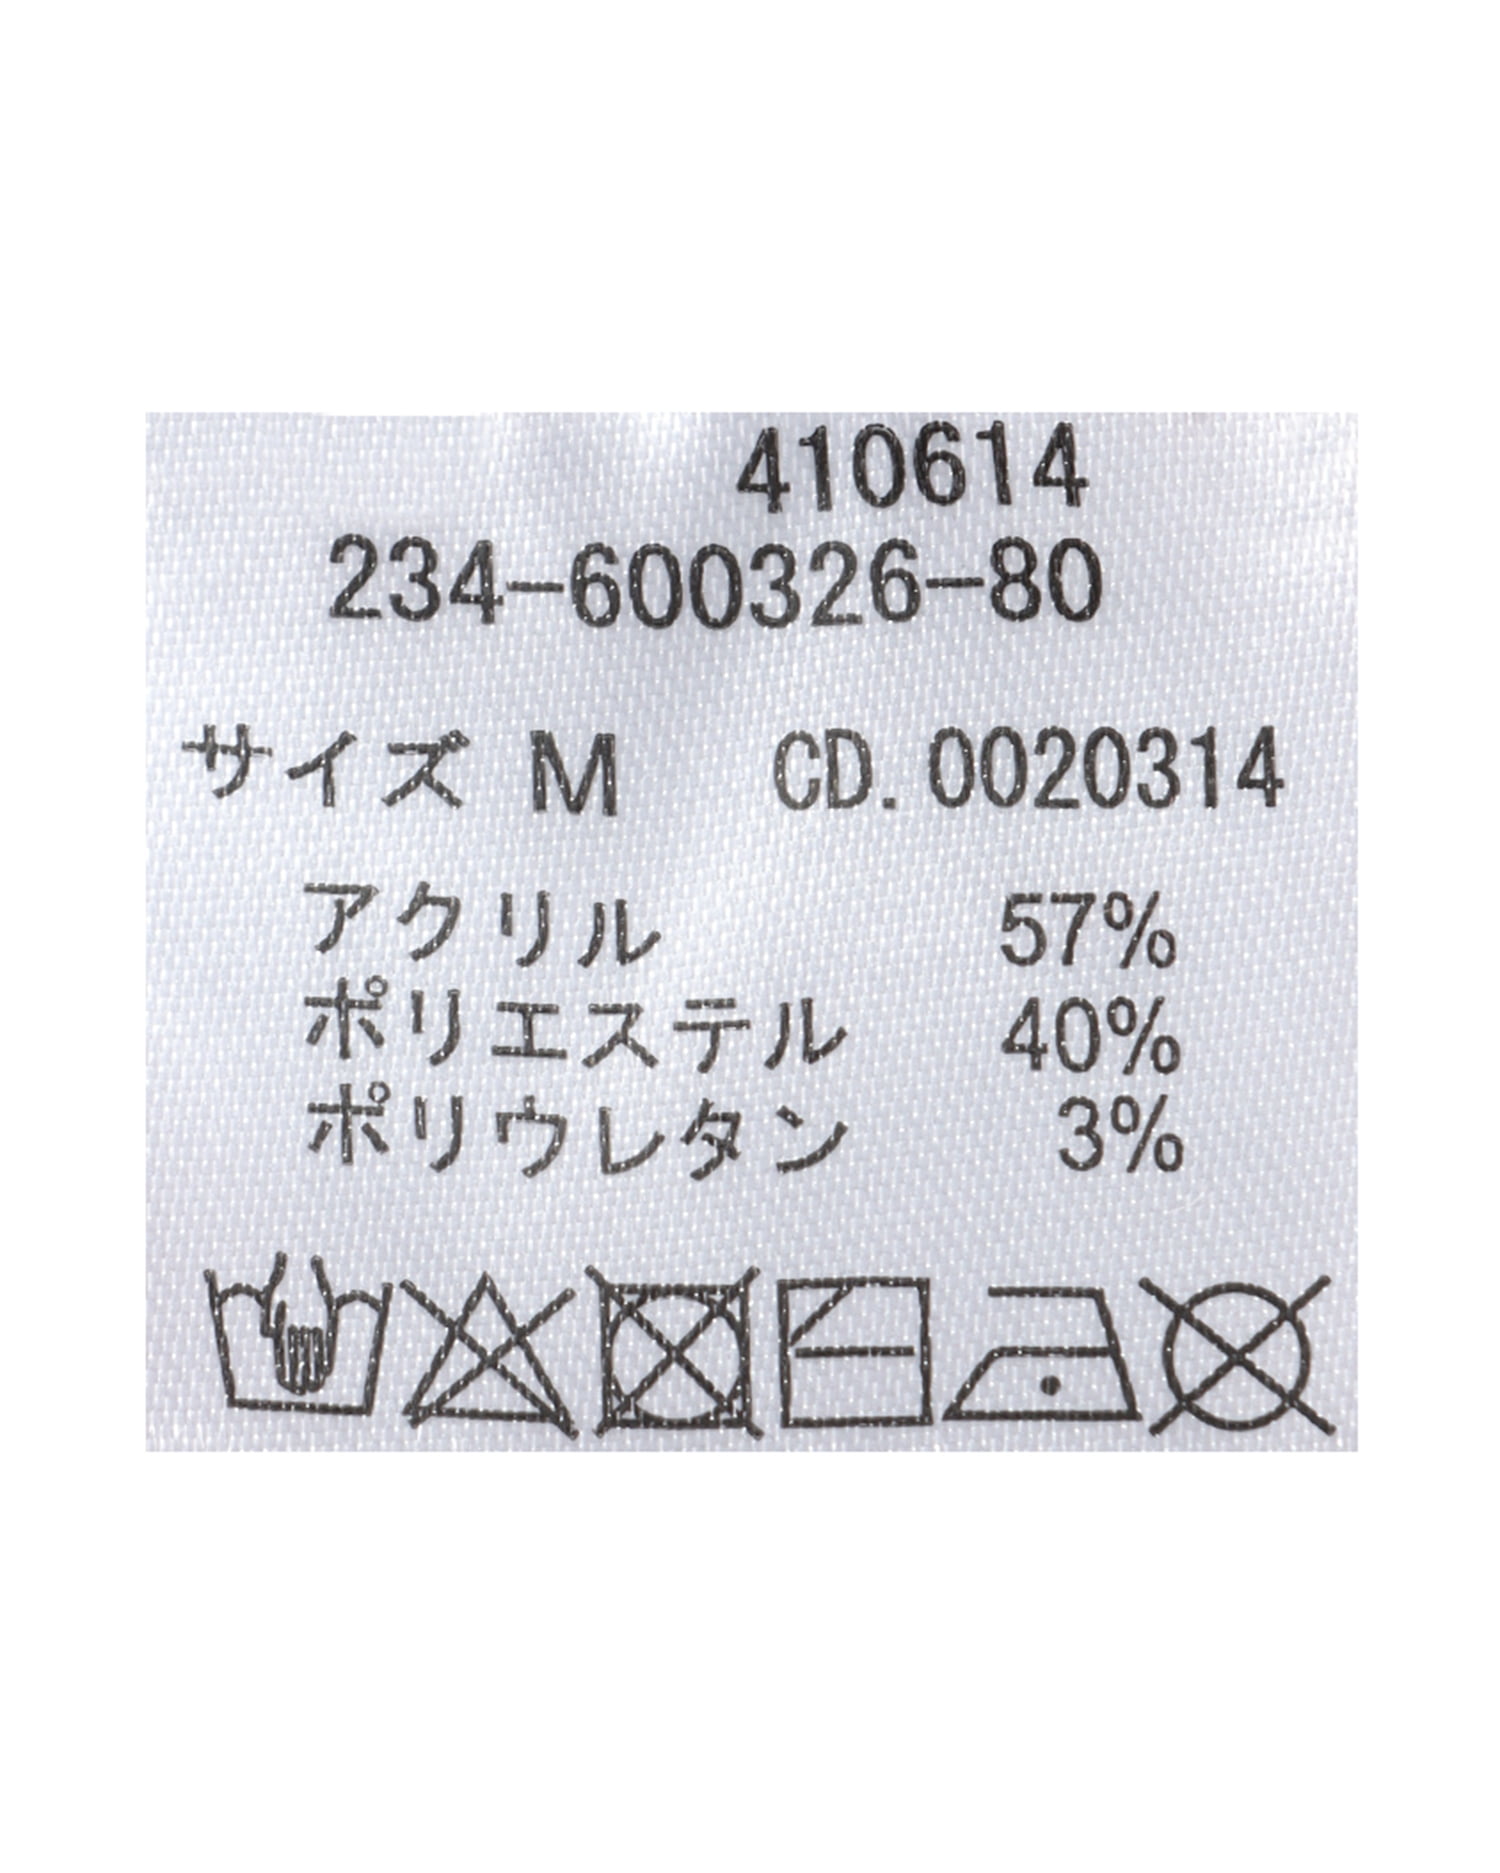 410614
234-600326-80
サイズ M CD.0020314
アクリル 57%
ポリエステル 40%
ポリウレタン 3%